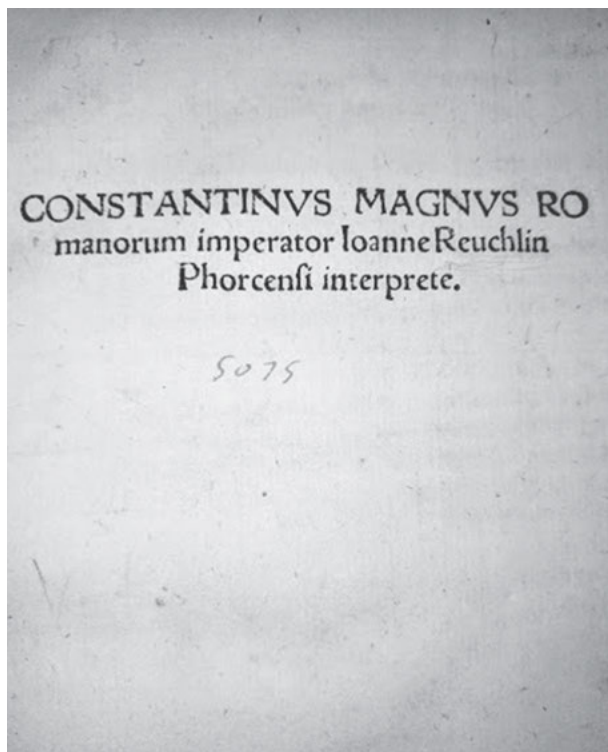 CONSTANTINVS MAGNVS RO
manorum imperator Ioanne Reuchlin
Phorcenſi interprete.
5075